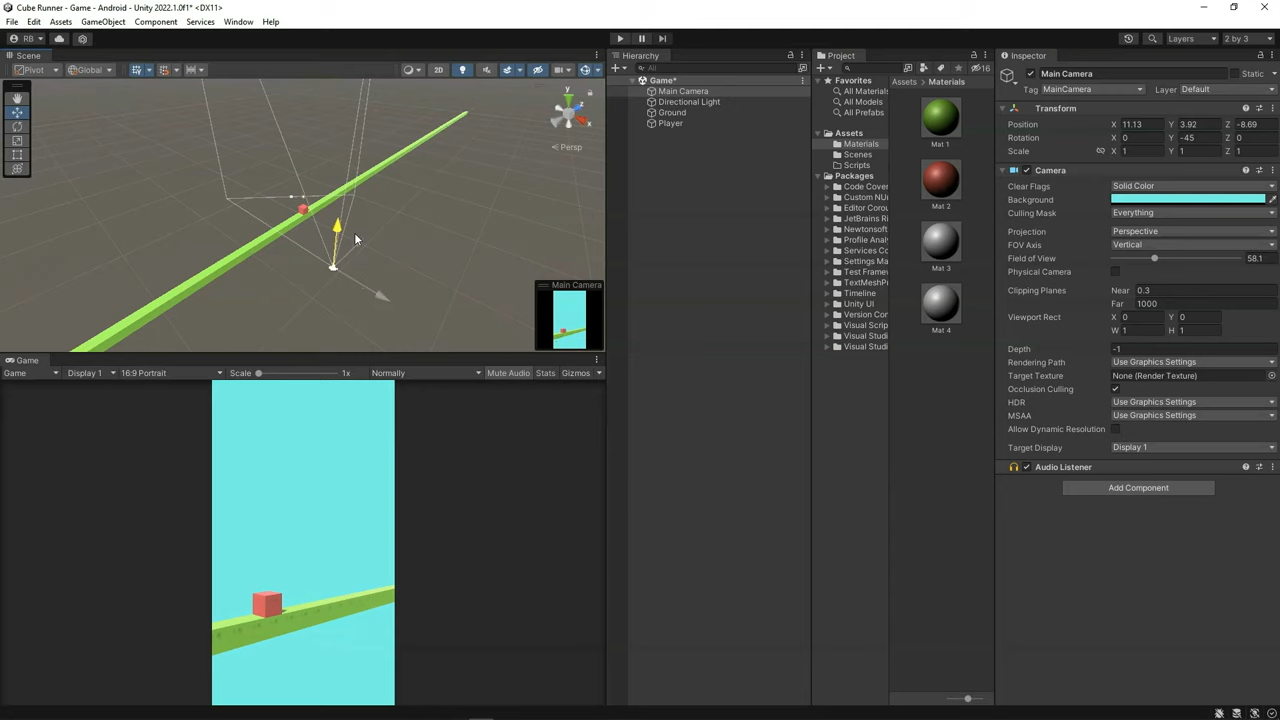 Cube Runner - Game - Android - Unity 2022.1.0f1* <DX11>
File Edit Assets GameObject Component Services Window Help
RB
Layers 2 by 3
Scene
Pivot Global 2D
y
z
x
Persp
Main Camera
Game
Game Display 1 16:9 Portrait Scale 1x Normally Mute Audio Stats Gizmos
Hierarchy
All
Game*
Main Camera
Directional Light
Ground
Player
Project
16
Favorites
All Materials
All Models
All Prefabs
Assets
Materials
Scenes
Scripts
Packages
Code Cover
Custom NU
Editor Corou
JetBrains Ri
Newtonsoft
Profile Analy
Services Co
Settings Ma
Test Framew
TextMeshPr
Timeline
Unity UI
Version Con
Visual Scrip
Visual Studi
Visual Studi
Assets > Materials
Mat 1
Mat 2
Mat 3
Mat 4
Inspector
Main Camera Static
Tag MainCamera Layer Default
Transform
Position X 11.13 Y 3.92 Z -8.69
Rotation X 0 Y -45 Z 0
Scale X 1 Y 1 Z 1
Camera
Clear Flags Solid Color
Background
Culling Mask Everything
Projection Perspective
FOV Axis Vertical
Field of View 58.1
Physical Camera
Clipping Planes Near 0.3
Far 1000
Viewport Rect X 0 Y 0
W 1 H 1
Depth -1
Rendering Path Use Graphics Settings
Target Texture None (Render Texture)
Occlusion Culling
HDR Use Graphics Settings
MSAA Use Graphics Settings
Allow Dynamic Resolution
Target Display Display 1
Audio Listener
Add Component